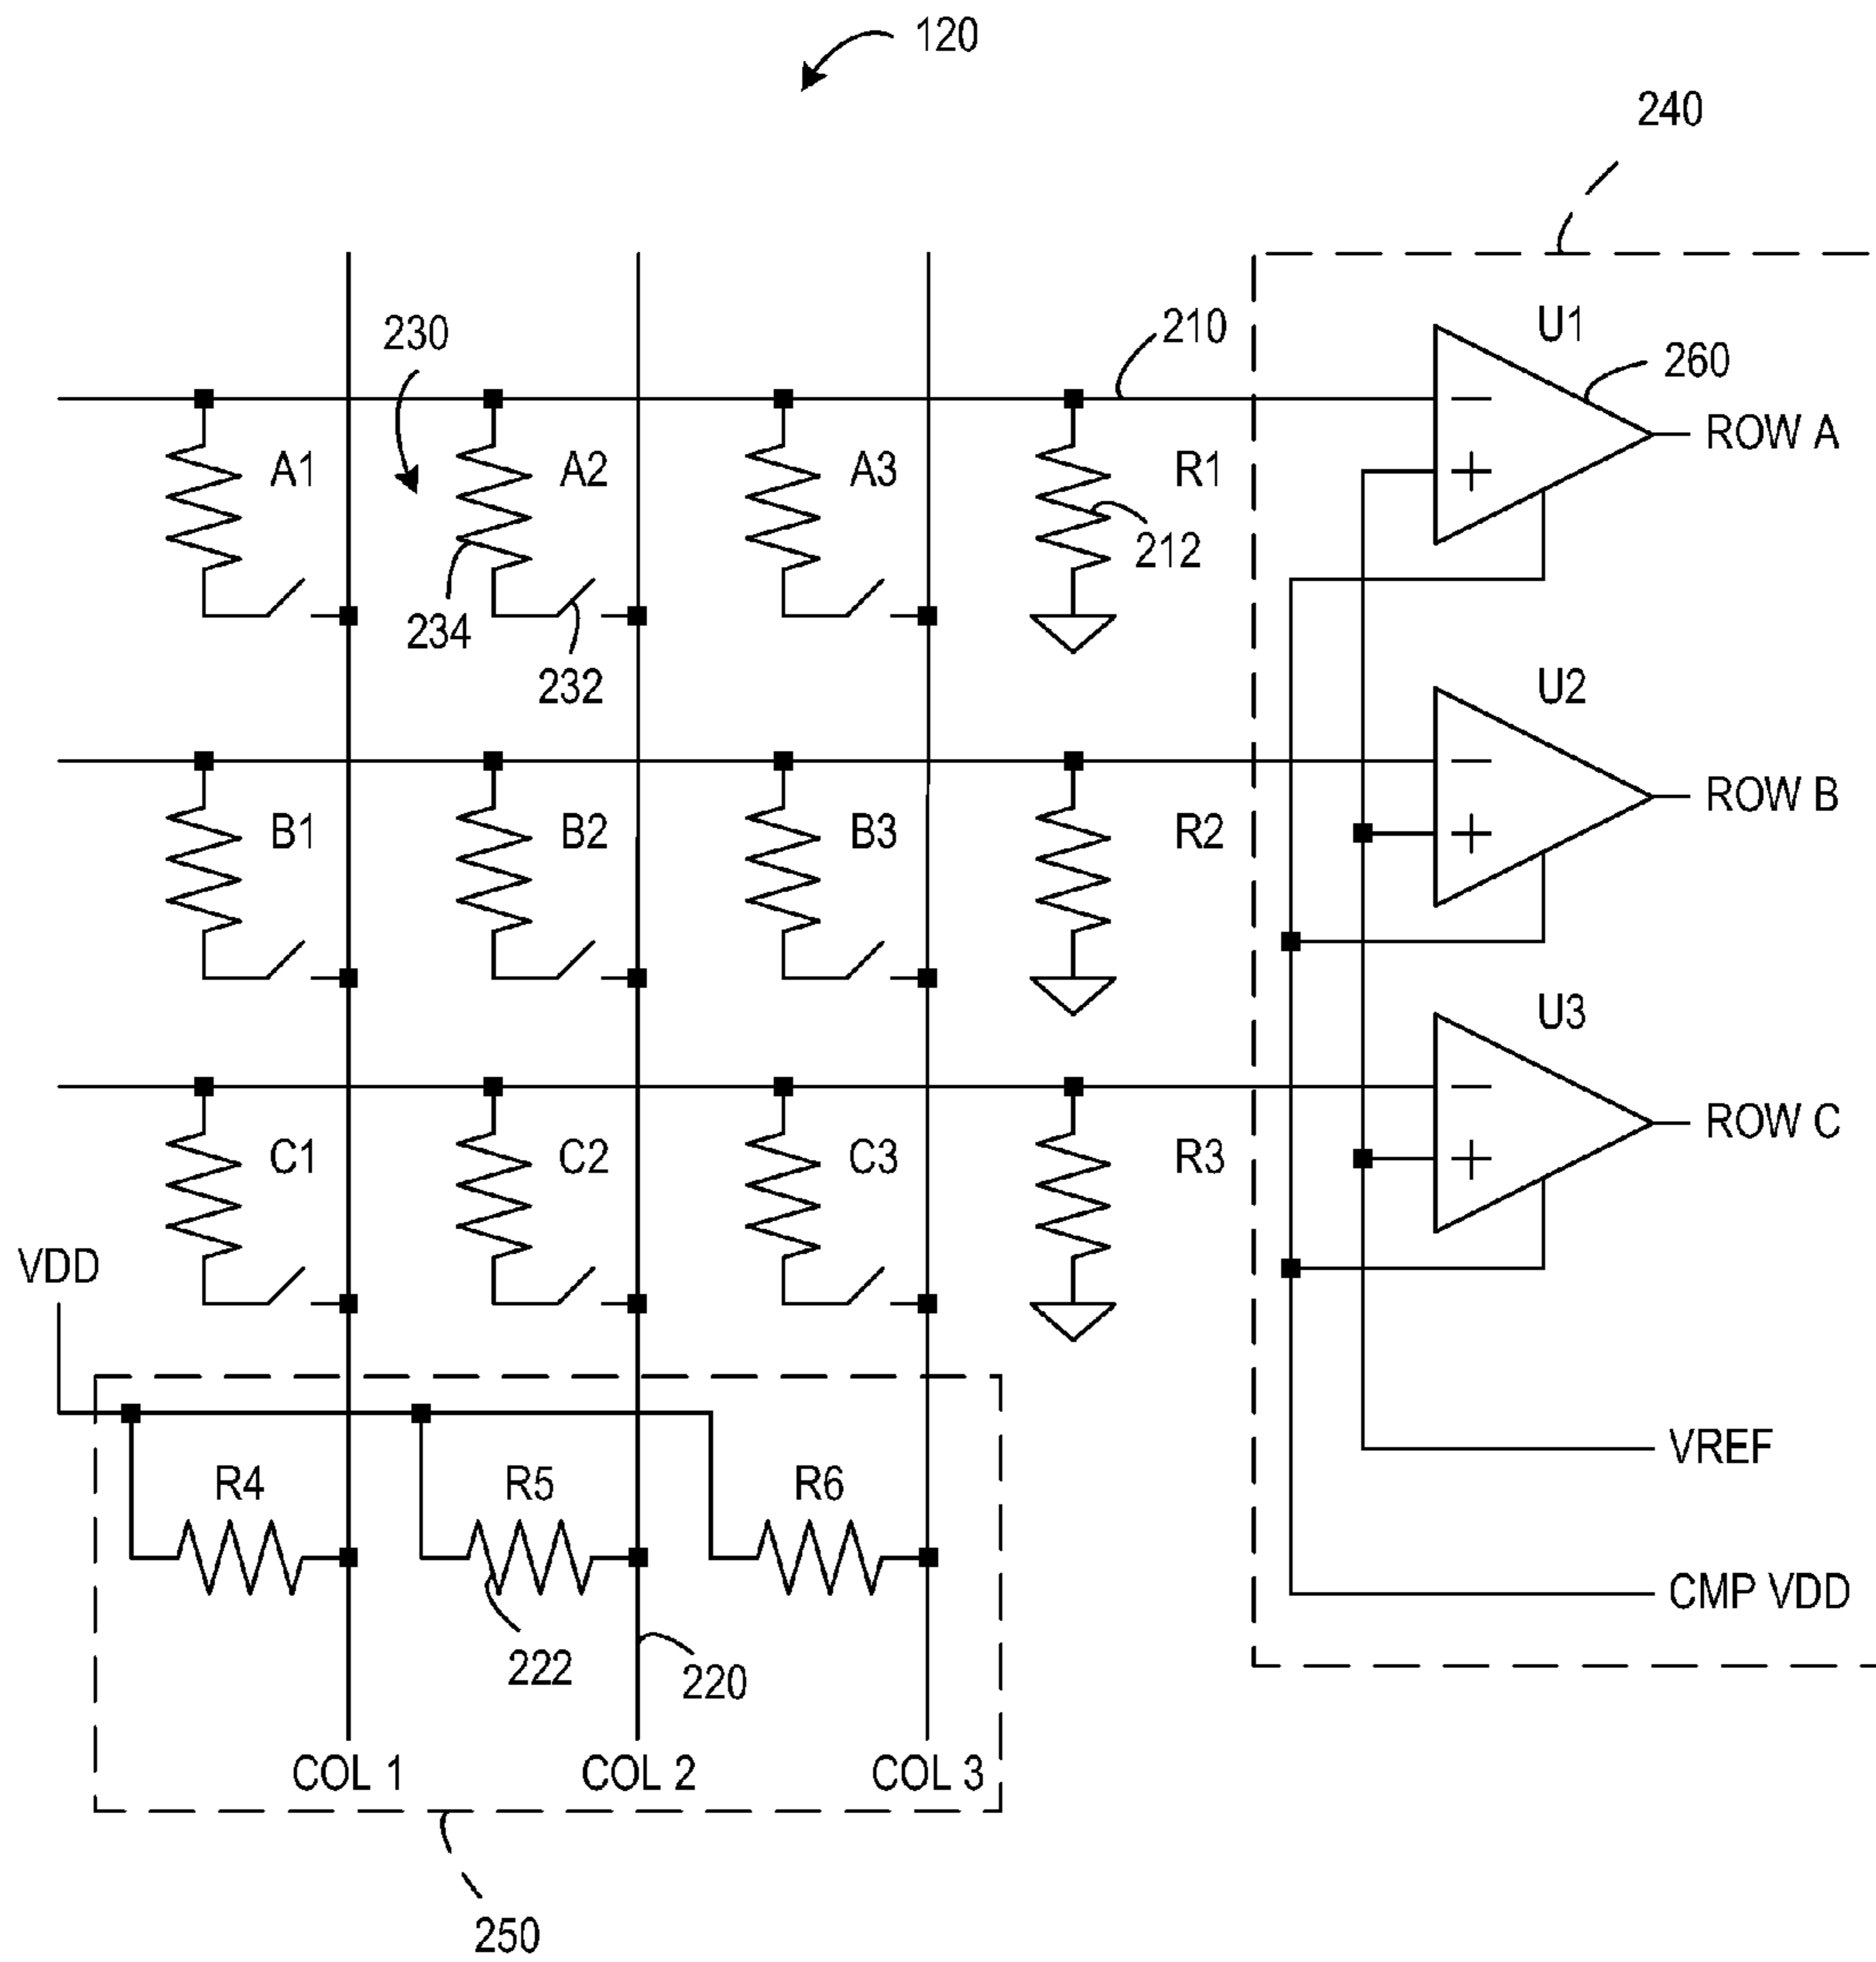 120
240
U1
230
210
260
ROW A
A1
A2
A3
R1
− +
212
234
232
U2
ROW B
B1
B2
B3
R2
− +
U3
ROW C
C1
C2
C3
R3
− +
VDD
VREF
R4
R5
R6
CMP VDD
222
220
COL 1
COL 2
COL 3
250